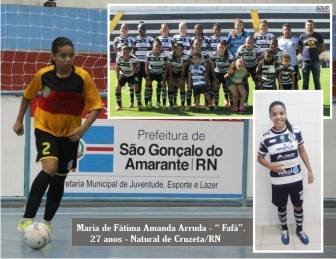 Prefeitura de
São Gonçalo do
Amarante | RN
Secretaria Municipal de Juventude, Esporte e Lazer
2
Maria de Fátima Amanda Arruda - “ Fafá”.
27 anos - Natural de Cruzeta/RN